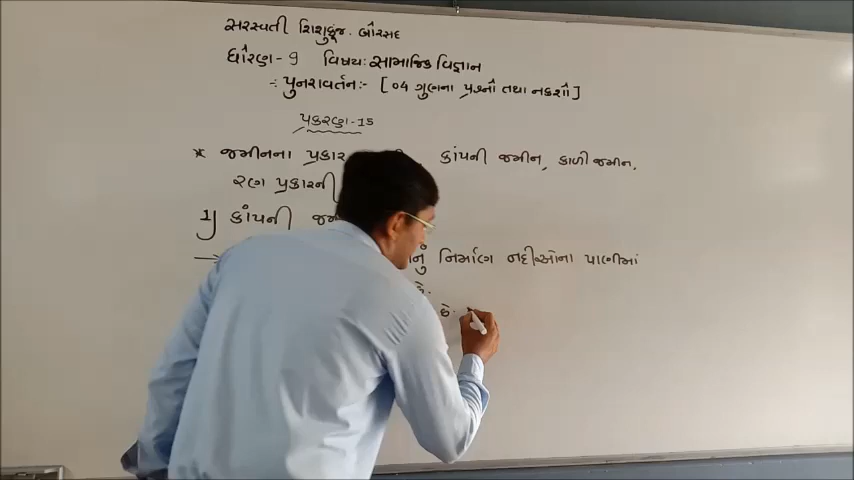 સરસ્વતી શિશુકુંજ. બોરસદ
ધોરણ - 9 વિષય: સામાજિક વિજ્ઞાન
-: પુનરાવર્તન:- [ 04 ગુણના પ્રશ્નો તથા નકશો ]
પ્રકરણ - 15
* જમીનના પ્રકાર કાંપની જમીન, કાળી જમીન.
રણ પ્રકારની
1) કાંપની
→ નું નિર્માણ નદીઓના પાણીમાં
છે.
છે.